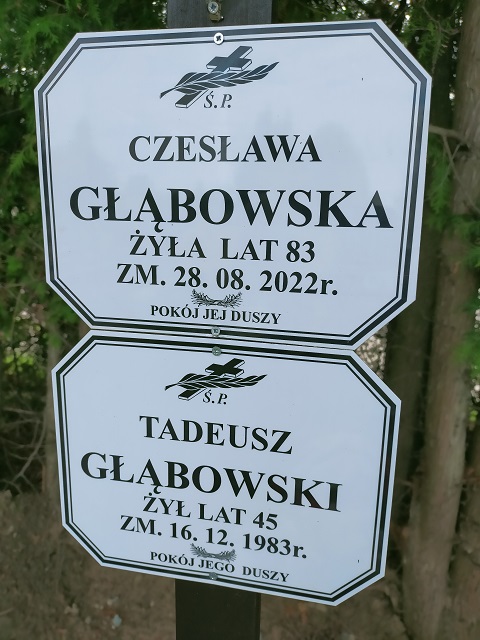 Ś.P.
CZESŁAWA
GŁĄBOWSKA
ŻYŁA LAT 83
ZM. 28. 08. 2022r.
POKÓJ JEJ DUSZY
Ś.P.
TADEUSZ
GŁĄBOWSKI
ŻYŁ LAT 45
ZM. 16. 12. 1983r.
POKÓJ JEGO DUSZY